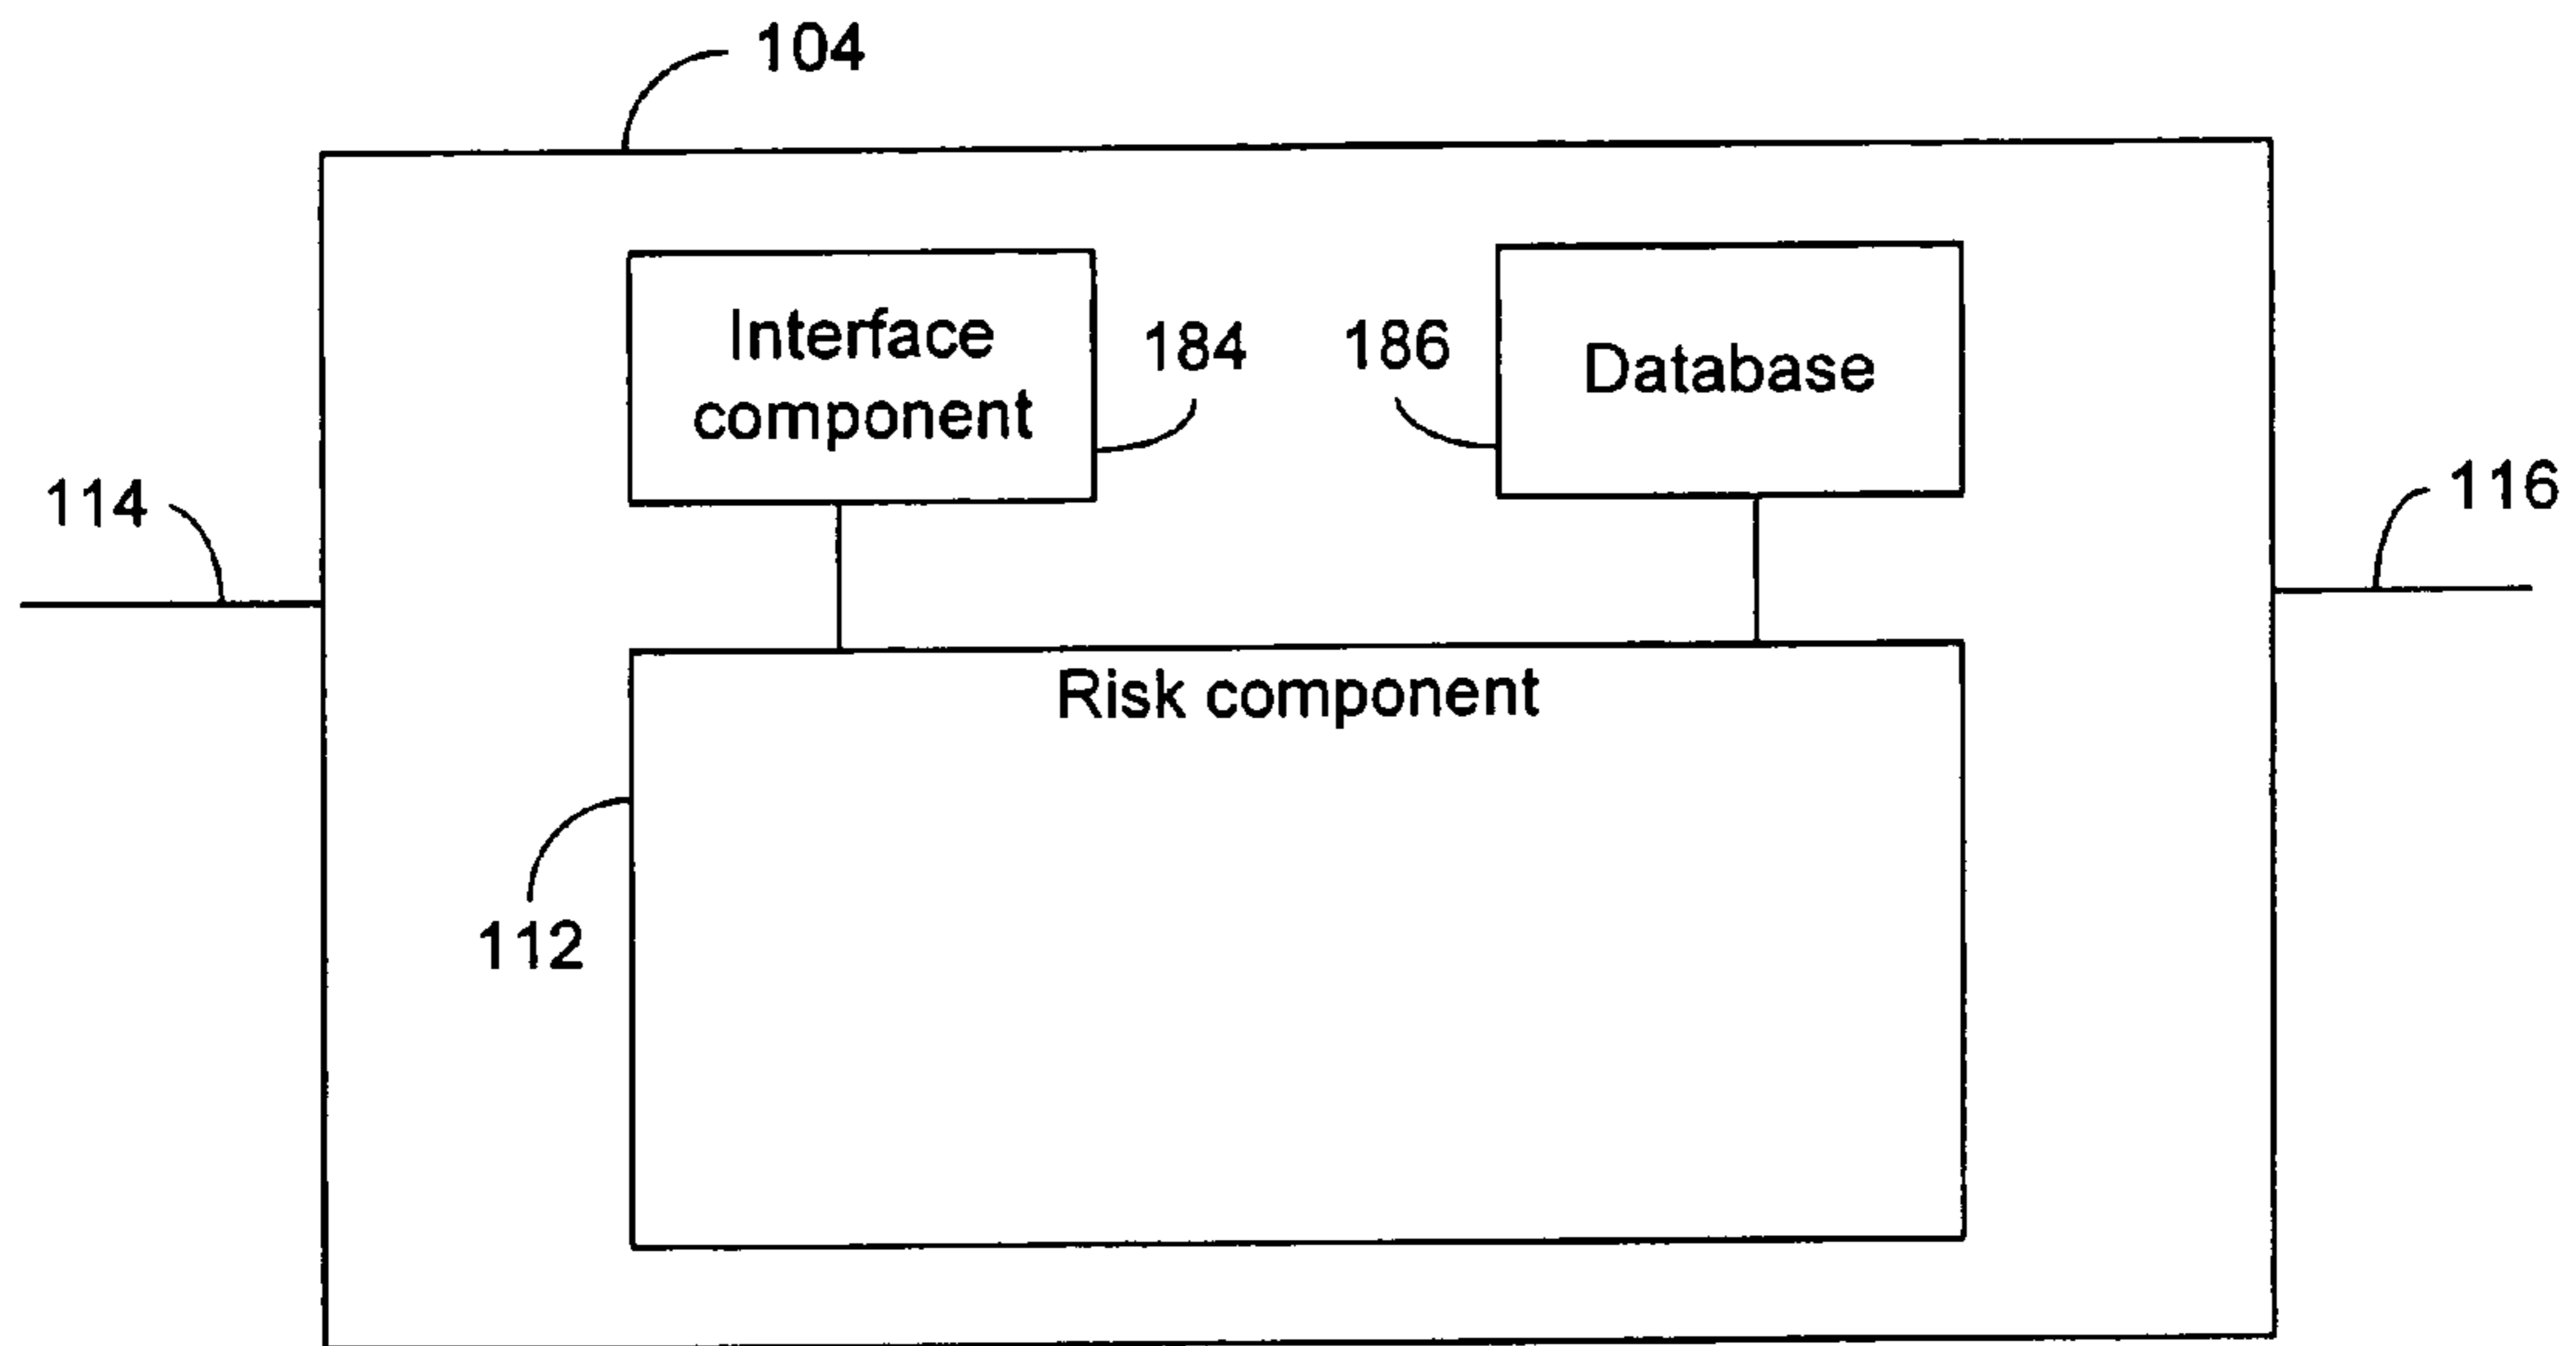 104
Interface
component
184
186
Database
114
116
Risk component
112